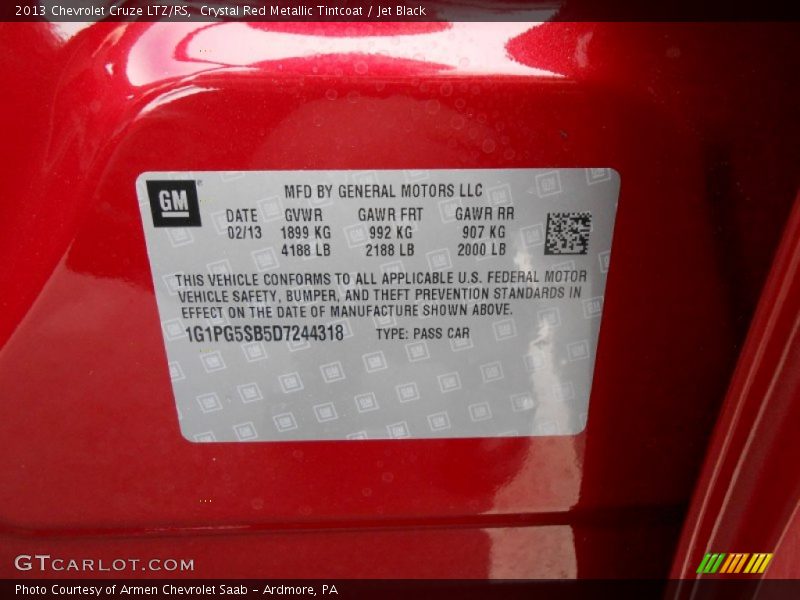 2013 Chevrolet Cruze LTZ/RS, Crystal Red Metallic Tintcoat / Jet Black
GM
MFD BY GENERAL MOTORS LLC
DATE GVWR GAWR FRT GAWR RR
02/13 1899 KG 992 KG 907 KG
4188 LB 2188 LB 2000 LB
THIS VEHICLE CONFORMS TO ALL APPLICABLE U.S. FEDERAL MOTOR
VEHICLE SAFETY, BUMPER, AND THEFT PREVENTION STANDARDS IN
EFFECT ON THE DATE OF MANUFACTURE SHOWN ABOVE.
1G1PG5SB5D7244318 TYPE: PASS CAR
GTCARLOT.COM
Photo Courtesy of Armen Chevrolet Saab - Ardmore, PA